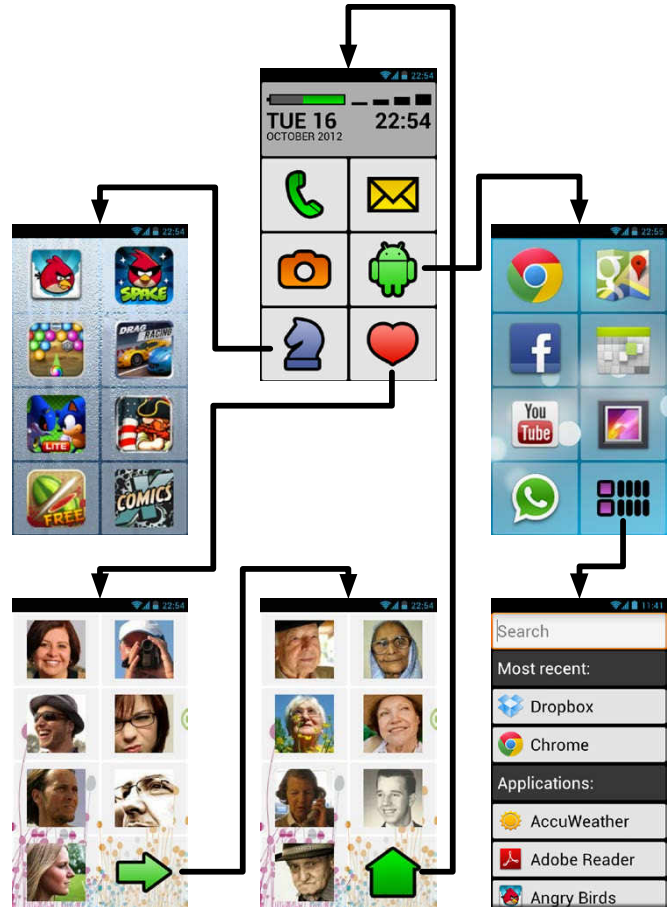 22:54
TUE 16 22:54
OCTOBER 2012
22:54
SPACE
DRAG
RACING
LITE
FREE
COMICS
22:55
You
Tube
22:54
22:54
11:41
Search
Most recent:
Dropbox
Chrome
Applications:
AccuWeather
Adobe Reader
Angry Birds